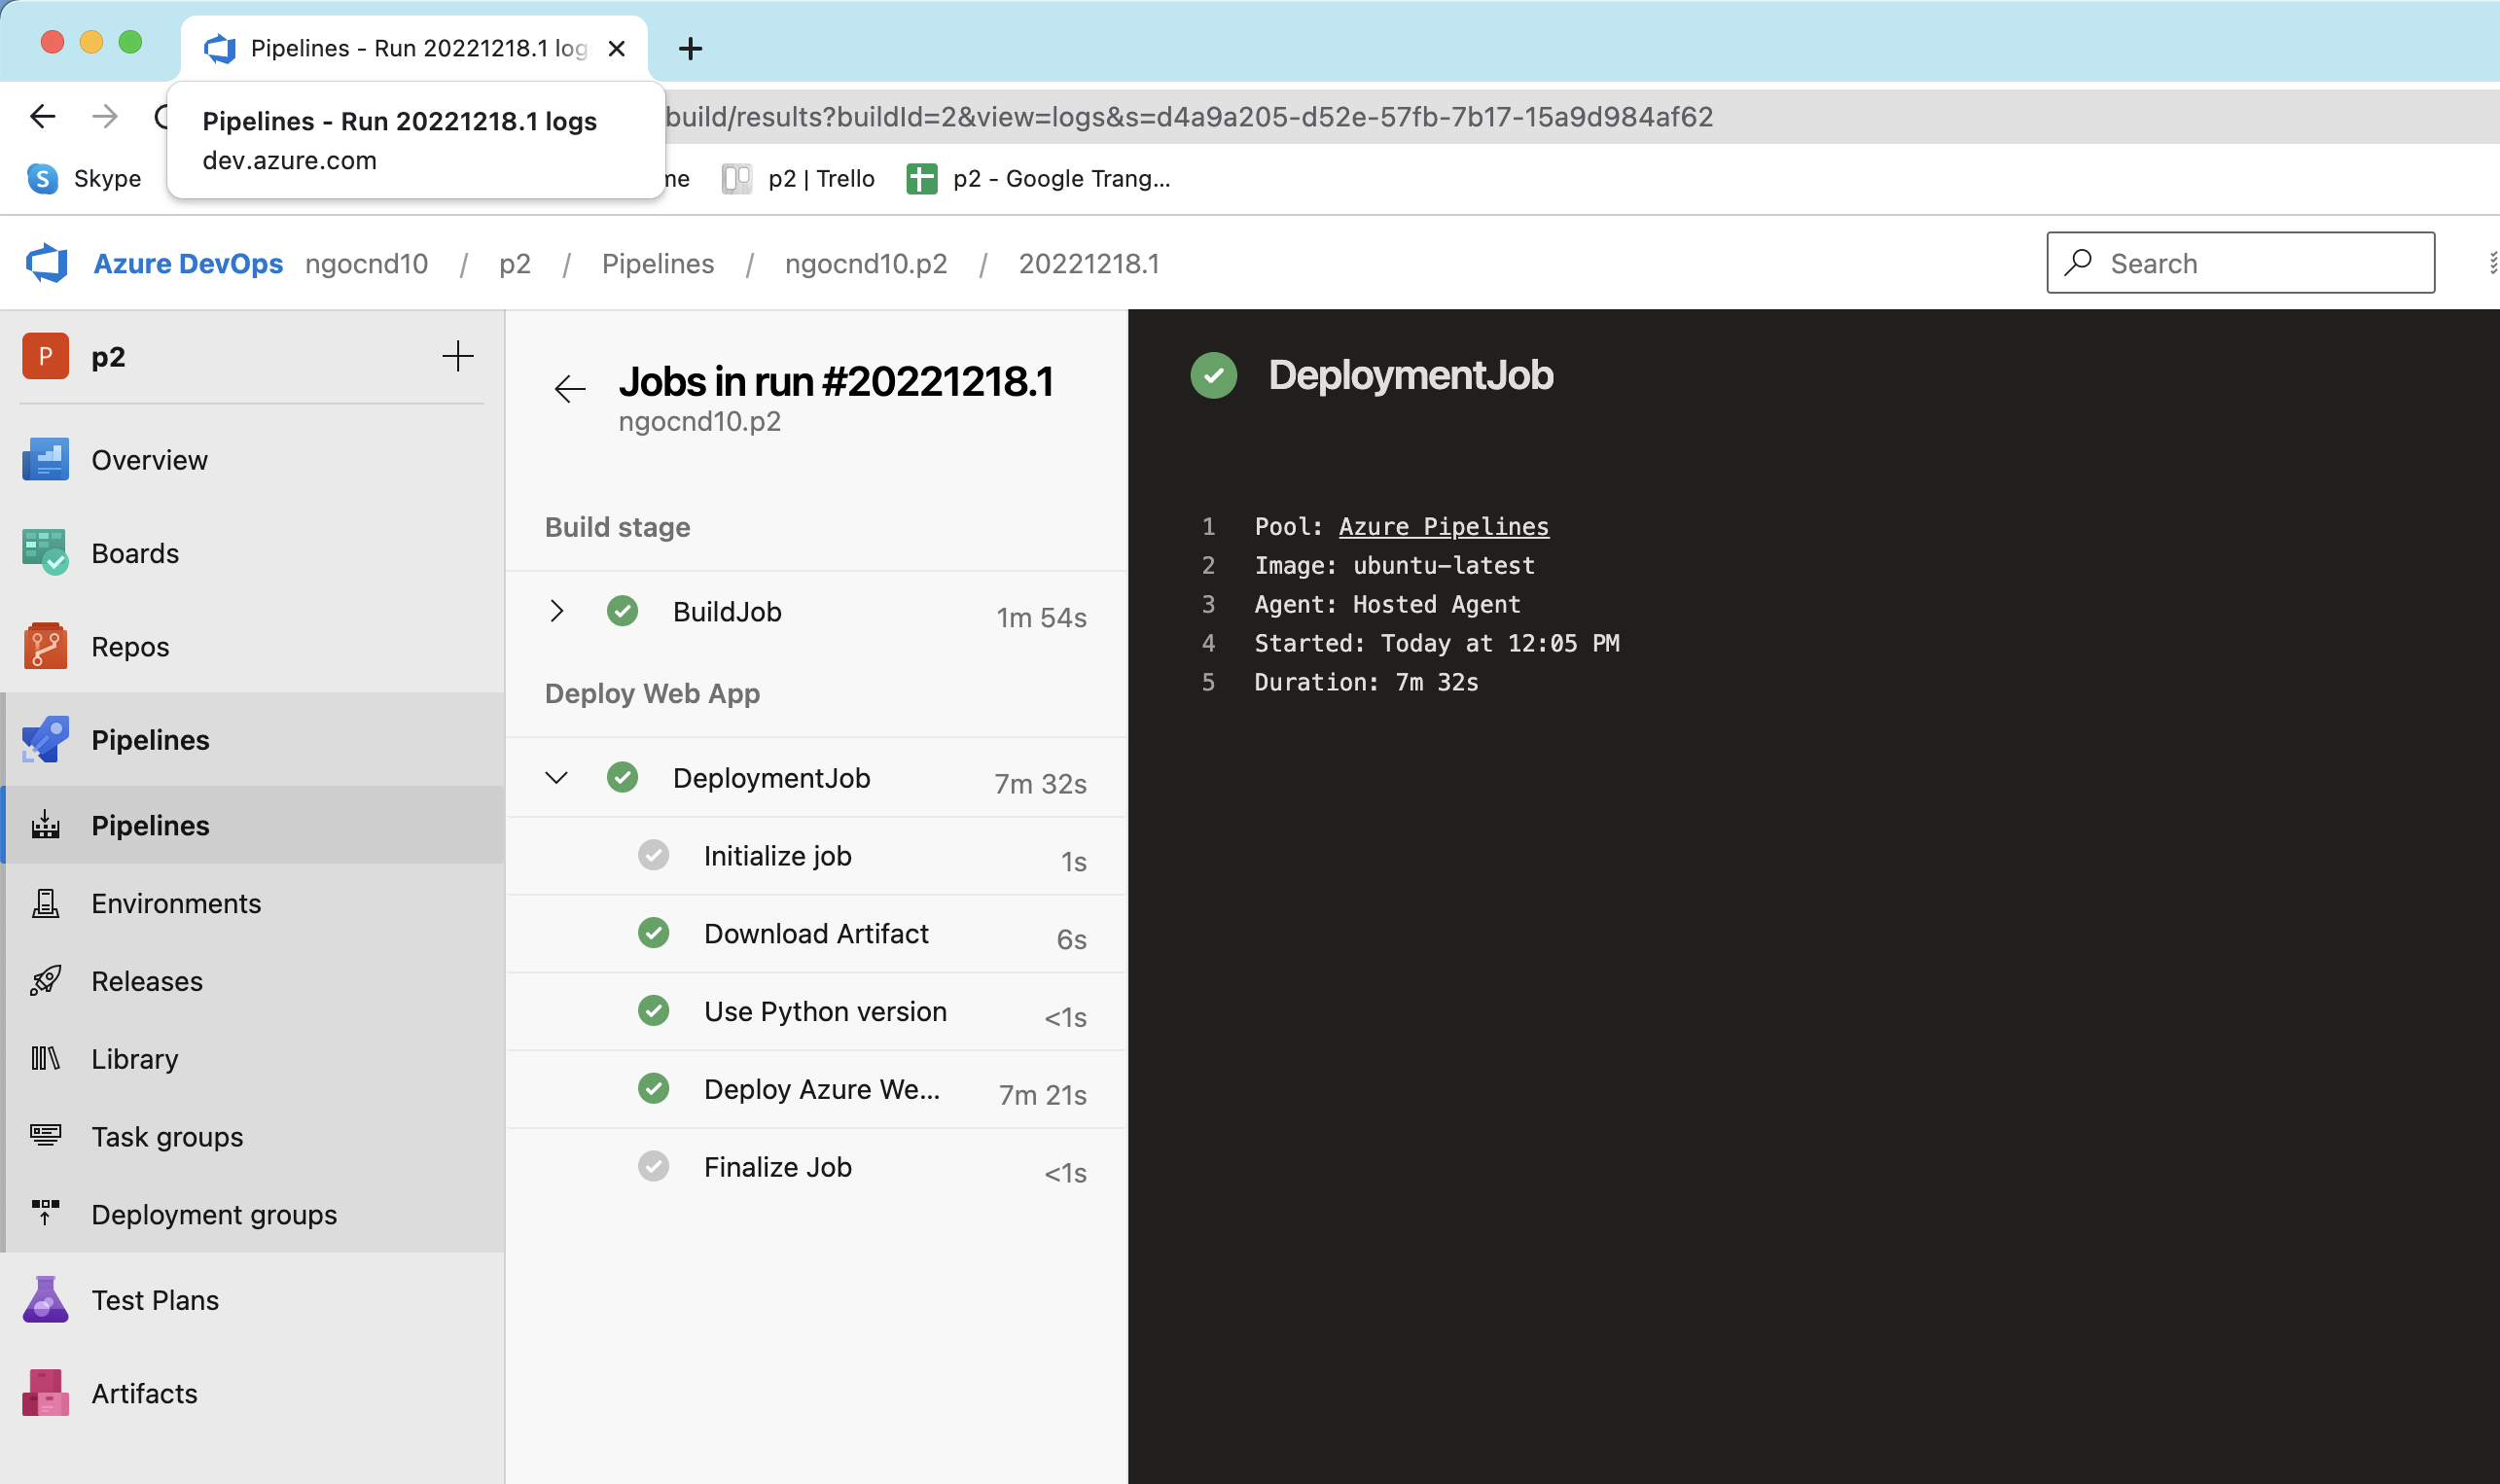 Pipelines - Run 20221218.1 log
Pipelines - Run 20221218.1 logs
dev.azure.com
build/results?buildId=2&view=logs&s=d4a9a205-d52e-57fb-7b17-15a9d984af62
Skype
me
p2 | Trello
p2 - Google Trang...
Azure DevOps ngocnd10 / p2 / Pipelines / ngocnd10.p2 / 20221218.1
Search
P p2
Overview
Boards
Repos
Pipelines
Pipelines
Environments
Releases
Library
Task groups
Deployment groups
Test Plans
Artifacts
Jobs in run #20221218.1
ngocnd10.p2
Build stage
BuildJob 1m 54s
Deploy Web App
DeploymentJob 7m 32s
Initialize job 1s
Download Artifact 6s
Use Python version <1s
Deploy Azure We... 7m 21s
Finalize Job <1s
DeploymentJob
1 Pool: Azure Pipelines
2 Image: ubuntu-latest
3 Agent: Hosted Agent
4 Started: Today at 12:05 PM
5 Duration: 7m 32s